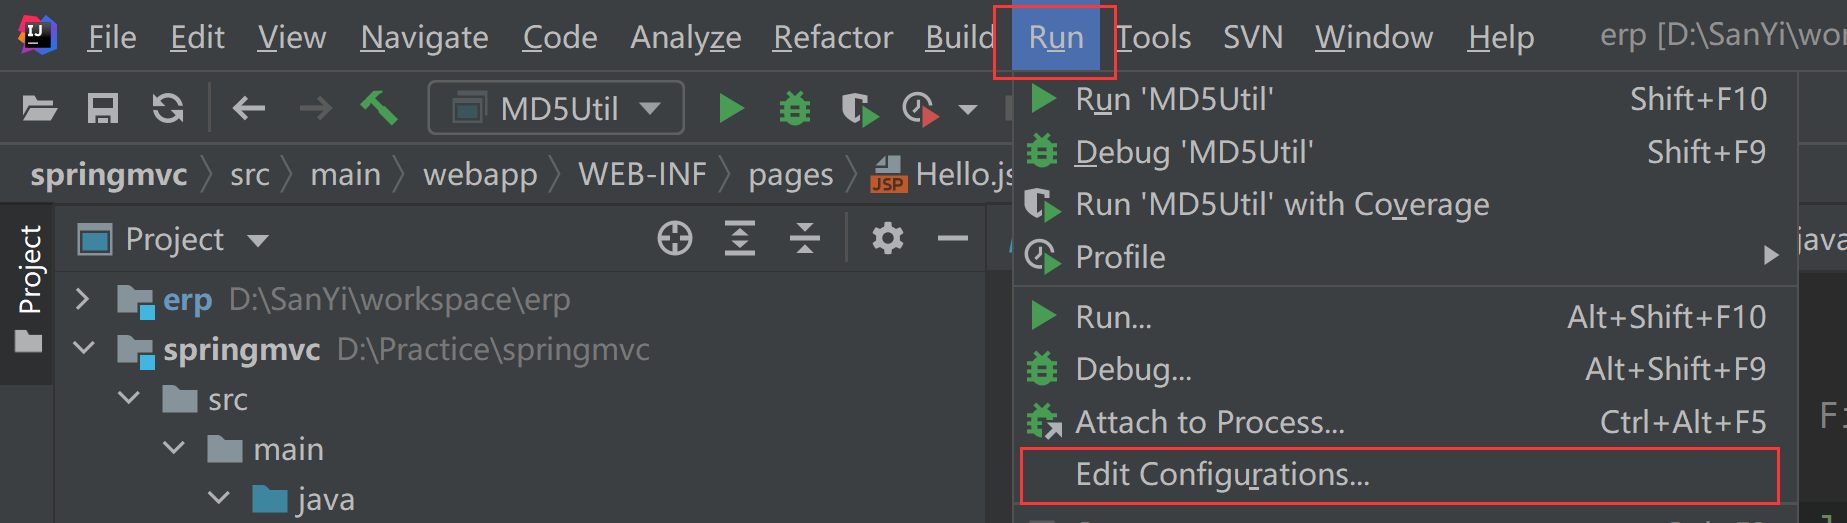 IJ File Edit View Navigate Code Analyze Refactor Build Run Tools SVN Window Help erp [D:\SanYi\wo
MD5Util
springmvc src main webapp WEB-INF pages JSP Hello.js
Run 'MD5Util' Shift+F10
Debug 'MD5Util' Shift+F9
Run 'MD5Util' with Coverage
Profile
Run... Alt+Shift+F10
Debug... Alt+Shift+F9
Attach to Process... Ctrl+Alt+F5
Edit Configurations...
Project
Project
erp D:\SanYi\workspace\erp
springmvc D:\Practice\springmvc
src
main
java
java